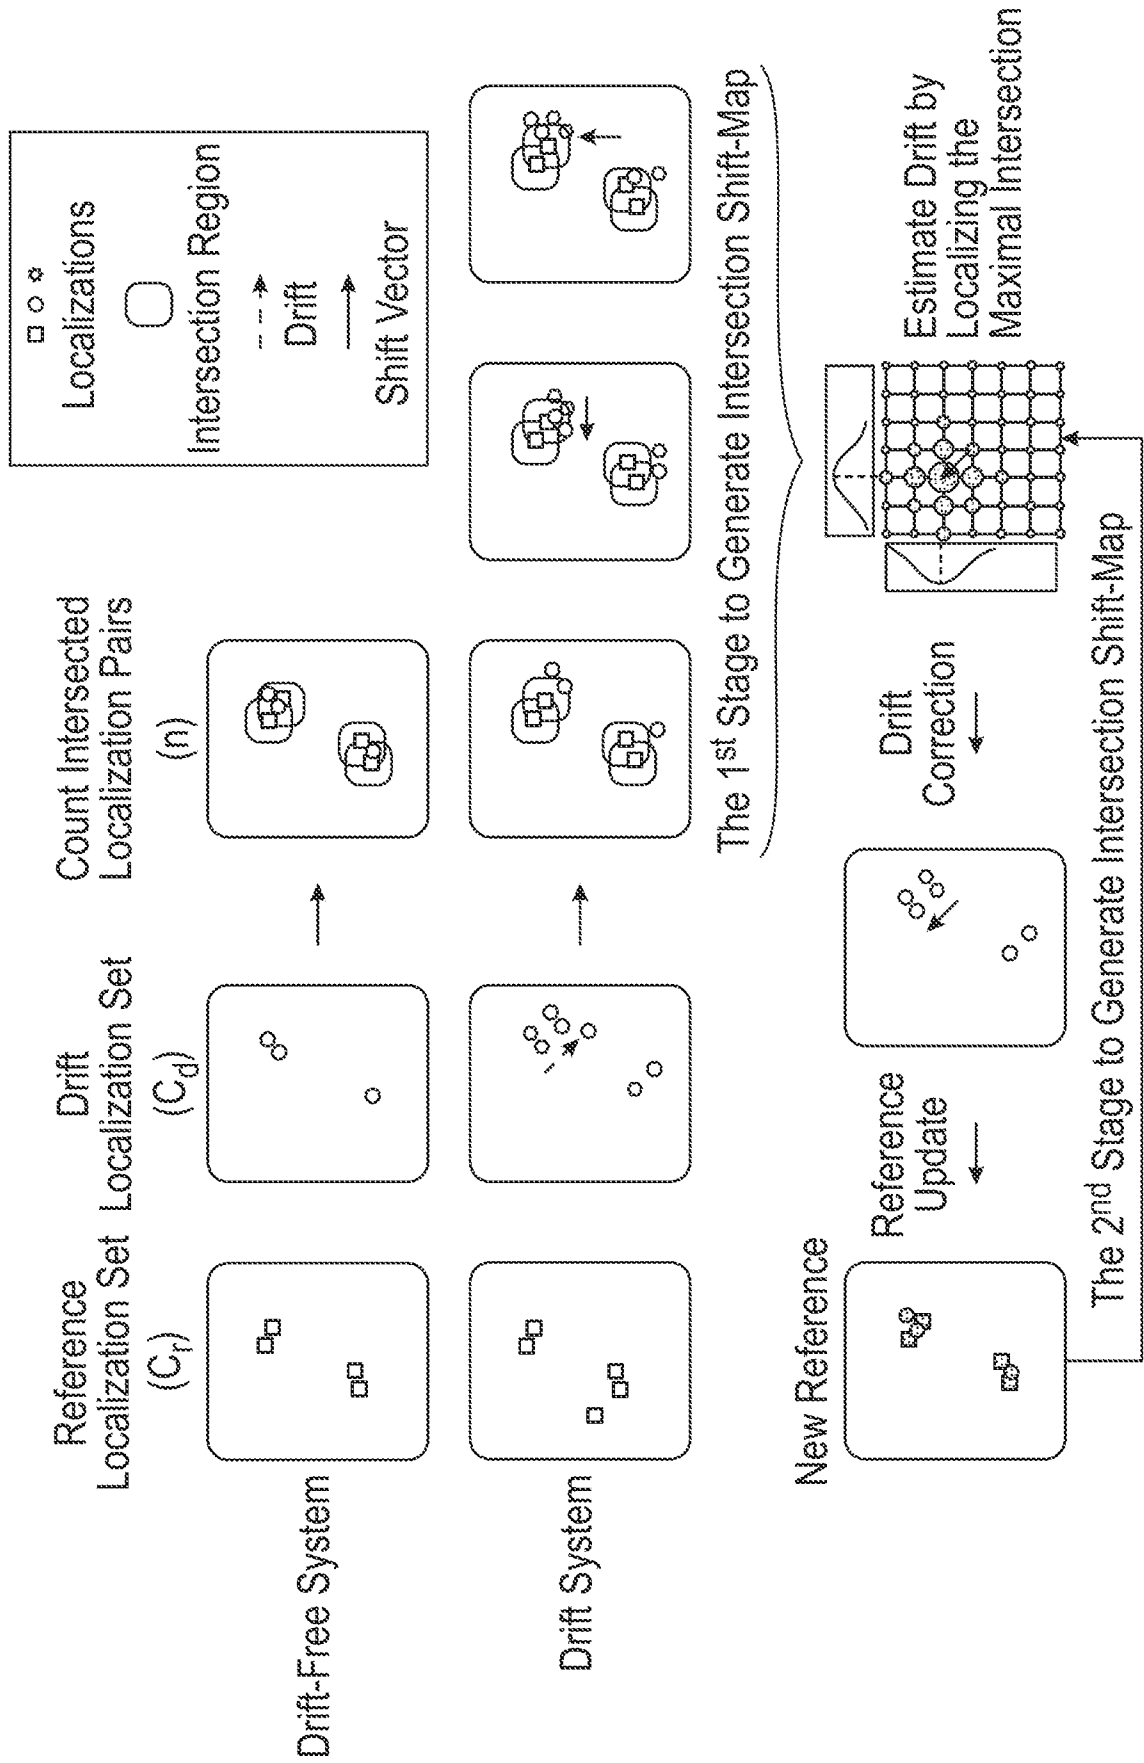 Localizations
Intersection Region
Drift
Shift Vector
Reference
Localization Set
(Cᵣ)
Drift
Localization Set
(C_d)
Count Intersected
Localization Pairs
(n)
Drift-Free System
Drift System
The 1st Stage to Generate Intersection Shift-Map
New Reference
Reference
Update
Drift
Correction
Estimate Drift by
Localizing the
Maximal Intersection
The 2nd Stage to Generate Intersection Shift-Map